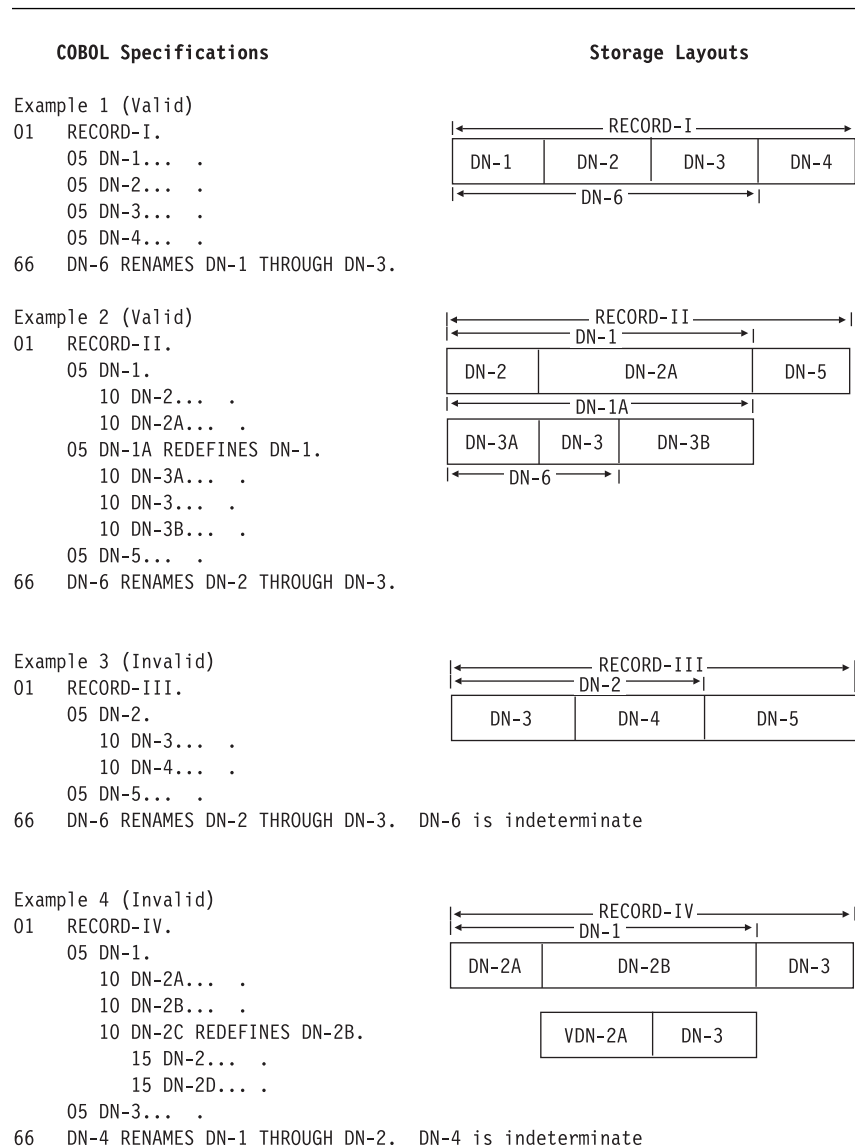 COBOL Specifications Storage Layouts
Example 1 (Valid)
01 RECORD-I.
05 DN-1... .
05 DN-2... .
05 DN-3... .
05 DN-4... .
66 DN-6 RENAMES DN-1 THROUGH DN-3.
RECORD-I
DN-1 DN-2 DN-3 DN-4
DN-6
Example 2 (Valid)
01 RECORD-II.
05 DN-1.
10 DN-2... .
10 DN-2A... .
05 DN-1A REDEFINES DN-1.
10 DN-3A... .
10 DN-3... .
10 DN-3B... .
05 DN-5... .
66 DN-6 RENAMES DN-2 THROUGH DN-3.
RECORD-II
DN-1
DN-2 DN-2A DN-5
DN-1A
DN-3A DN-3 DN-3B
DN-6
Example 3 (Invalid)
01 RECORD-III.
05 DN-2.
10 DN-3... .
10 DN-4... .
05 DN-5... .
66 DN-6 RENAMES DN-2 THROUGH DN-3. DN-6 is indeterminate
RECORD-III
DN-2
DN-3 DN-4 DN-5
Example 4 (Invalid)
01 RECORD-IV.
05 DN-1.
10 DN-2A... .
10 DN-2B... .
10 DN-2C REDEFINES DN-2B.
15 DN-2... .
15 DN-2D... .
05 DN-3... .
66 DN-4 RENAMES DN-1 THROUGH DN-2. DN-4 is indeterminate
RECORD-IV
DN-1
DN-2A DN-2B DN-3
VDN-2A DN-3